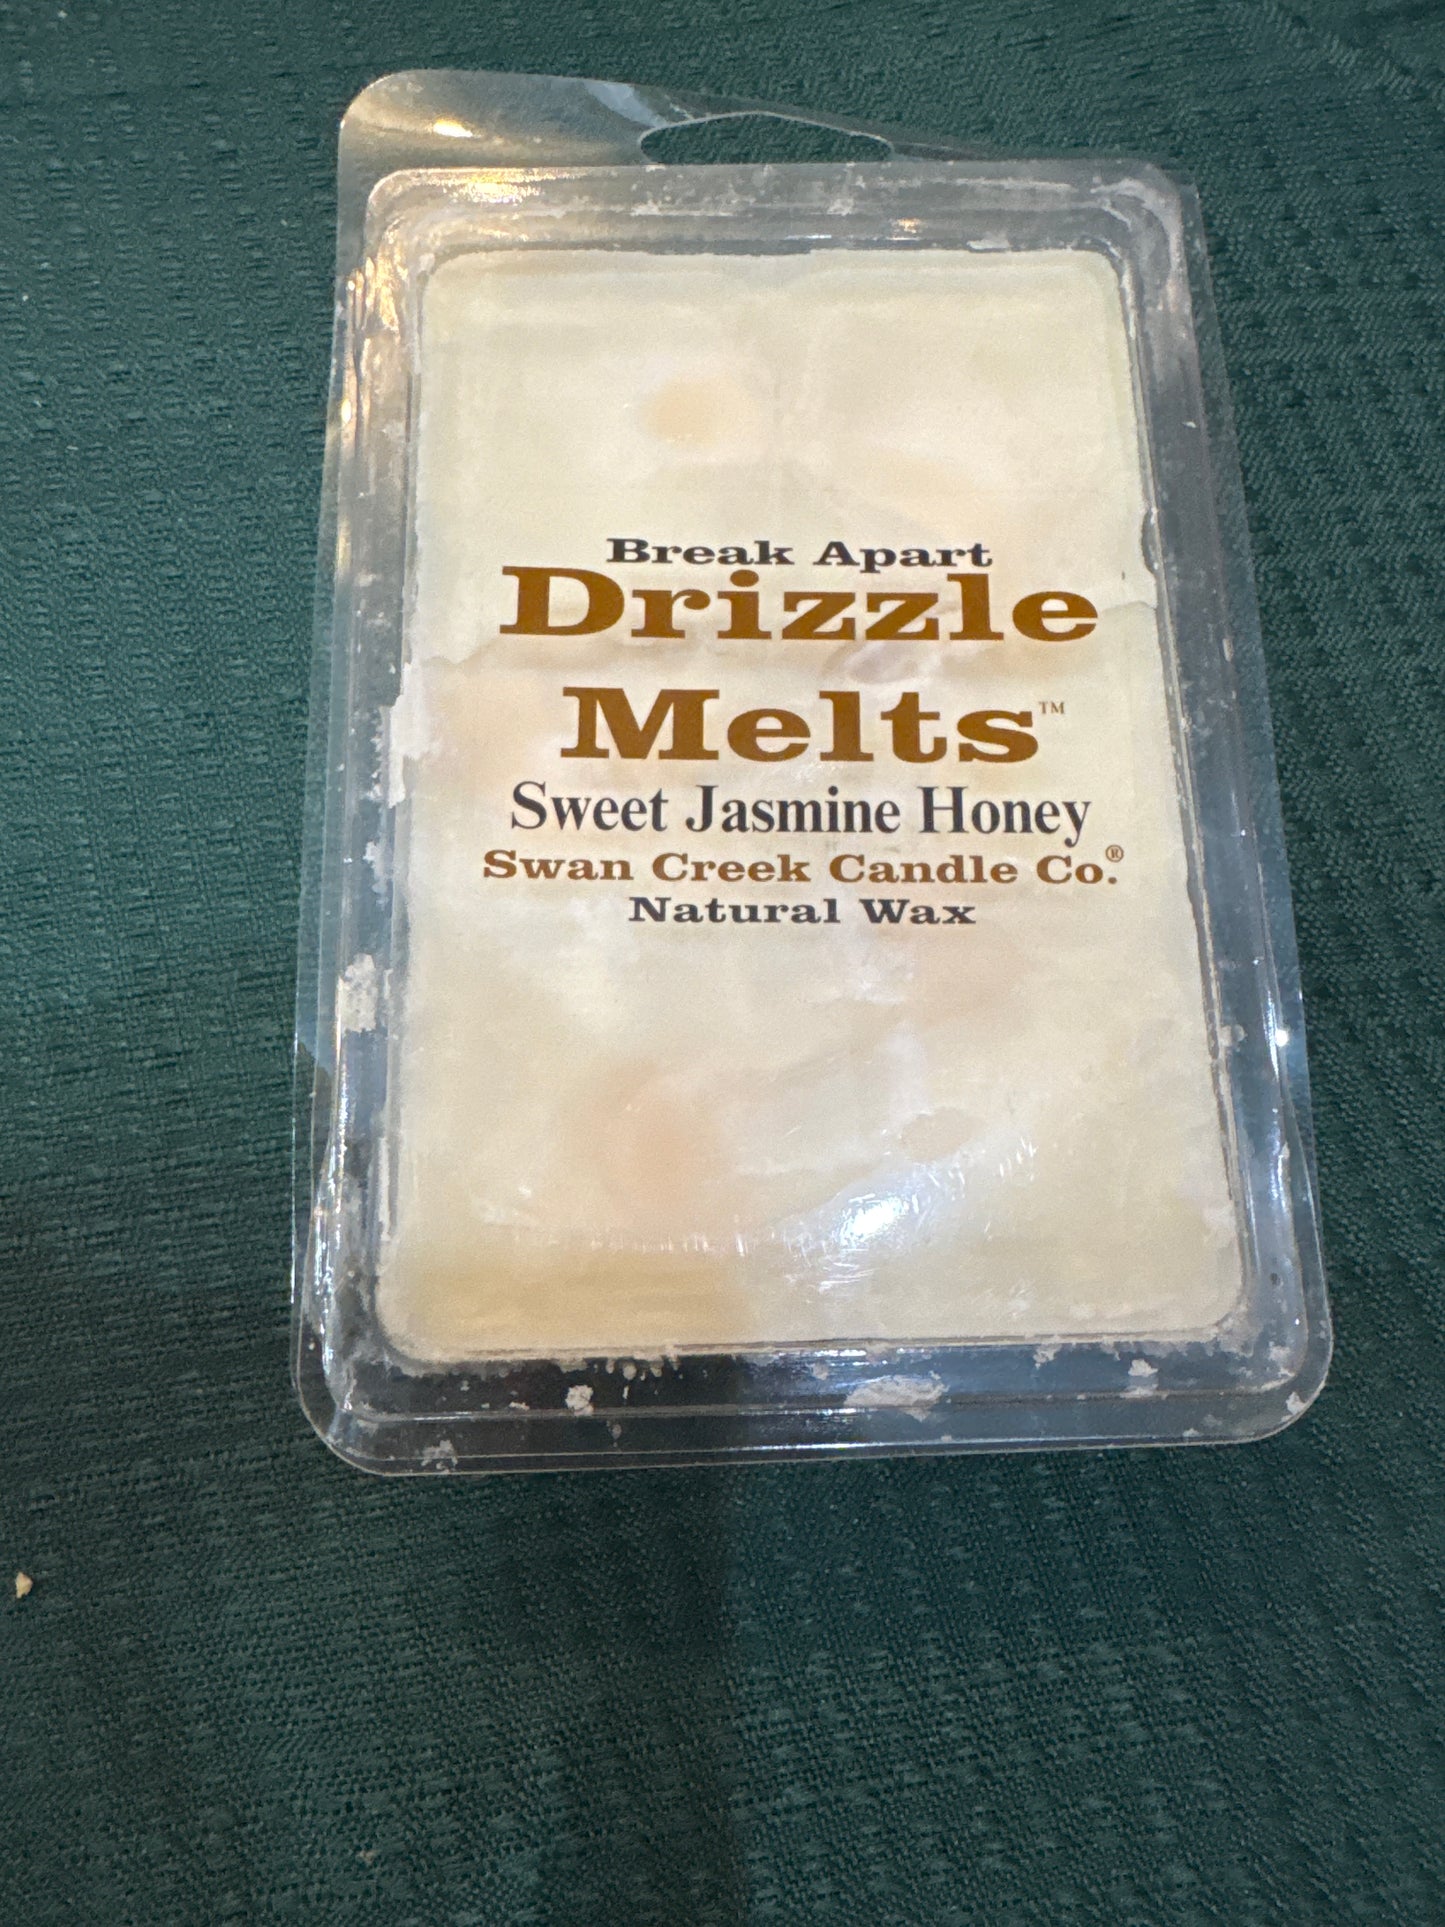 Break Apart
Drizzle
Melts™
Sweet Jasmine Honey
Swan Creek Candle Co.®
Natural Wax